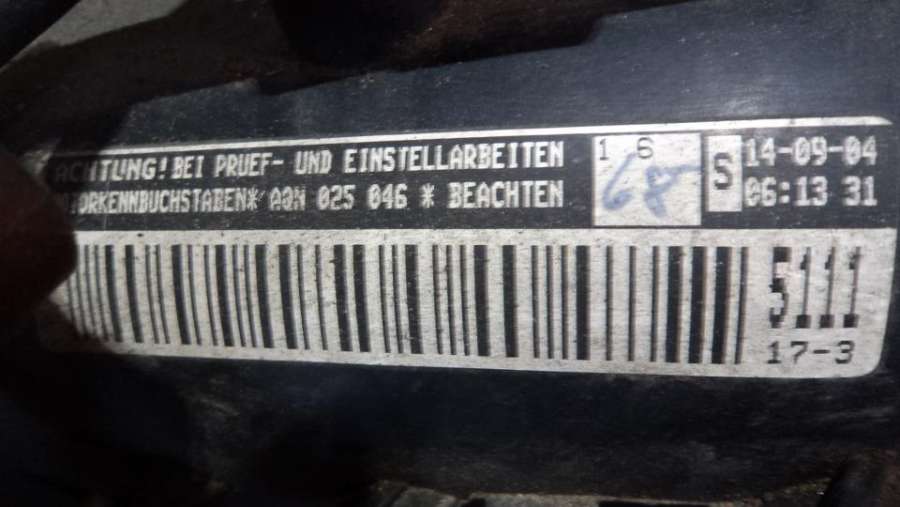 ACHTUNG! BEI PRUEF- UND EINSTELLARBEITEN
ORKENNBUCHSTABEN* AQN 025 046 * BEACHTEN
1 6
68
S
14-09-04
06:13 31
5111
17-3